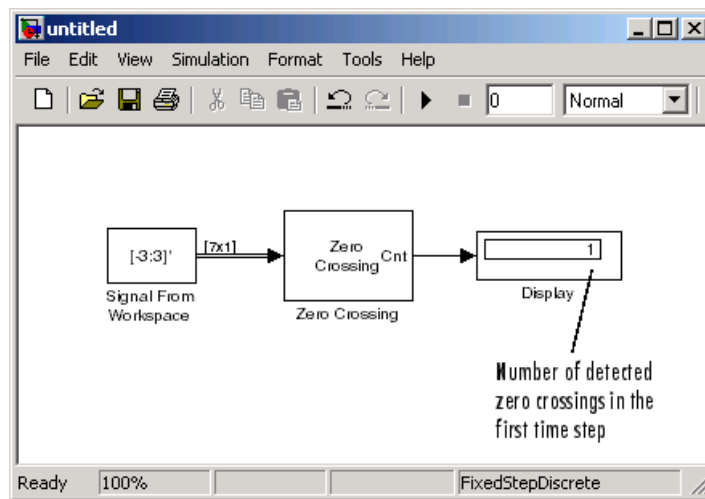 untitled
File Edit View Simulation Format Tools Help
0 Normal
[-3:3]'
[7x1]
Zero
Crossing
Cnt
1
Signal From
Workspace
Zero Crossing
Display
Number of detected
zero crossings in the
first time step
Ready 100% FixedStepDiscrete